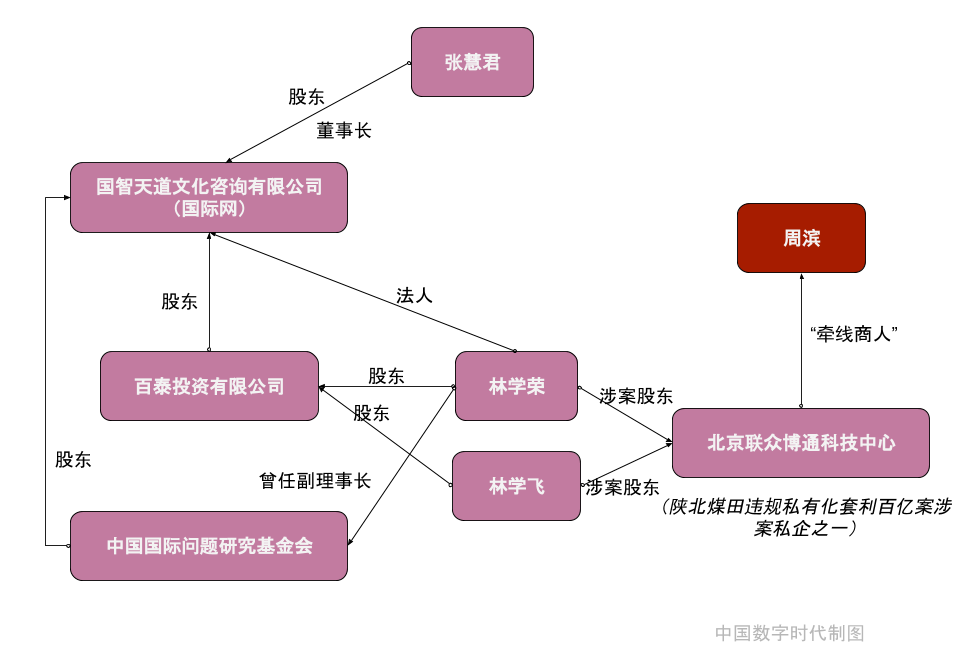 张慧君
股东
董事长
国智天道文化咨询有限公司
（国际网）
周滨
法人
股东
“牵线商人”
百泰投资有限公司
股东
林学荣
涉案股东
股东
北京联众博通科技中心
股东
曾任副理事长
林学飞
涉案股东
（陕北煤田违规私有化套利百亿案涉
案私企之一）
中国国际问题研究基金会
中国数字时代制图